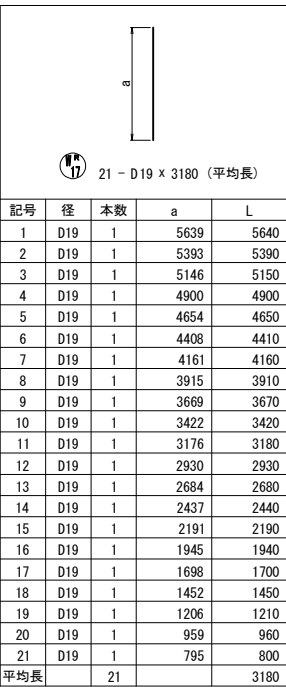 a
WR
17
21 - D19 x 3180 (平均長)
記号 径 本数 a L
1 D19 1 5639 5640
2 D19 1 5393 5390
3 D19 1 5146 5150
4 D19 1 4900 4900
5 D19 1 4654 4650
6 D19 1 4408 4410
7 D19 1 4161 4160
8 D19 1 3915 3910
9 D19 1 3669 3670
10 D19 1 3422 3420
11 D19 1 3176 3180
12 D19 1 2930 2930
13 D19 1 2684 2680
14 D19 1 2437 2440
15 D19 1 2191 2190
16 D19 1 1945 1940
17 D19 1 1698 1700
18 D19 1 1452 1450
19 D19 1 1206 1210
20 D19 1 959 960
21 D19 1 795 800
平均長 21 3180